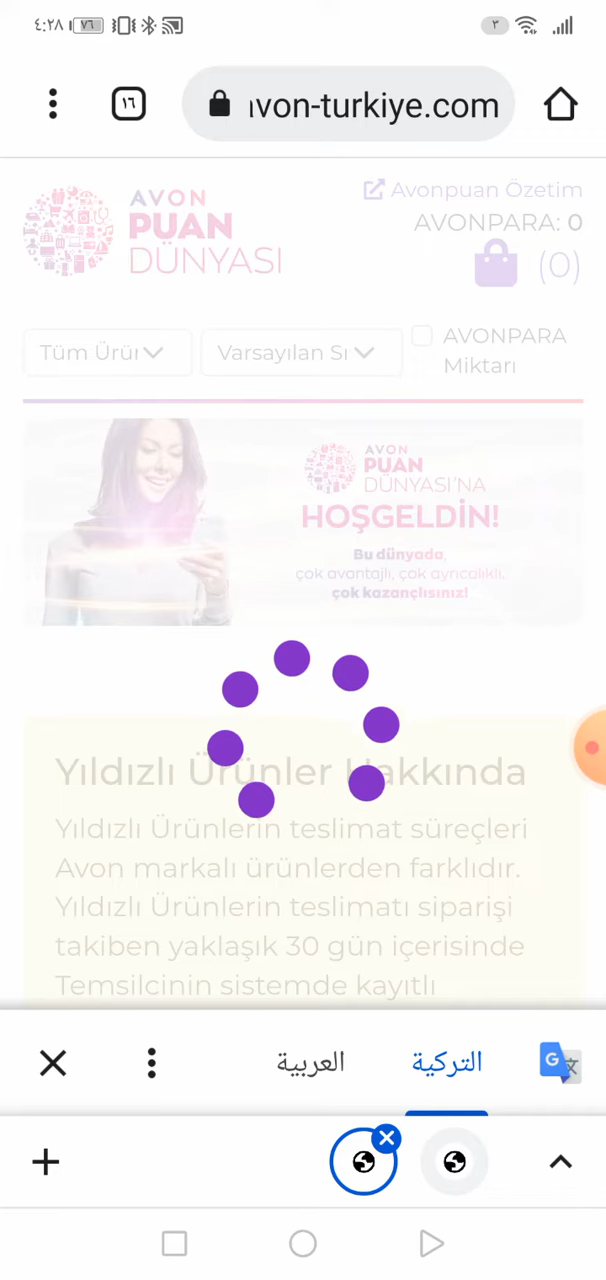 ٤:٢٨
٧٦
٣
١٦
von-turkiye.com
AVON
PUAN
DÜNYASI
Avonpuan Özetim
AVONPARA: 0
(0)
Tüm Ürü
Varsayılan Sı
AVONPARA
Miktarı
AVON
PUAN
DÜNYASI'NA
HOŞGELDİN!
Bu dünyada,
çok avantajlı, çok ayrıcalıklı,
çok kazançlısınız!
Yıldızlı Ürünler Hakkında
Yıldızlı Ürünlerin teslimat süreçleri
Avon markalı ürünlerden farklıdır.
Yıldızlı Ürünlerin teslimatı siparişi
takiben yaklaşık 30 gün içerisinde
Temsilcinin sistemde kayıtlı
التركية
العربية